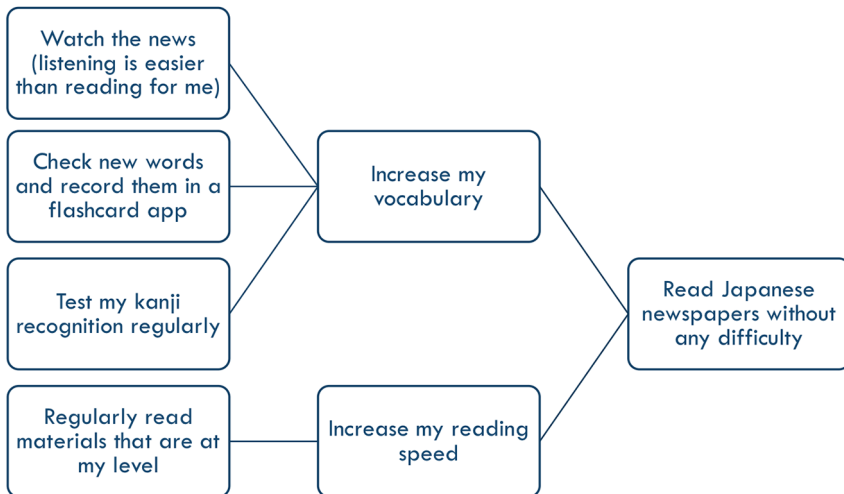 Watch the news
(listening is easier
than reading for me)
Check new words
and record them in a
flashcard app
Test my kanji
recognition regularly
Regularly read
materials that are at
my level
Increase my
vocabulary
Increase my reading
speed
Read Japanese
newspapers without
any difficulty